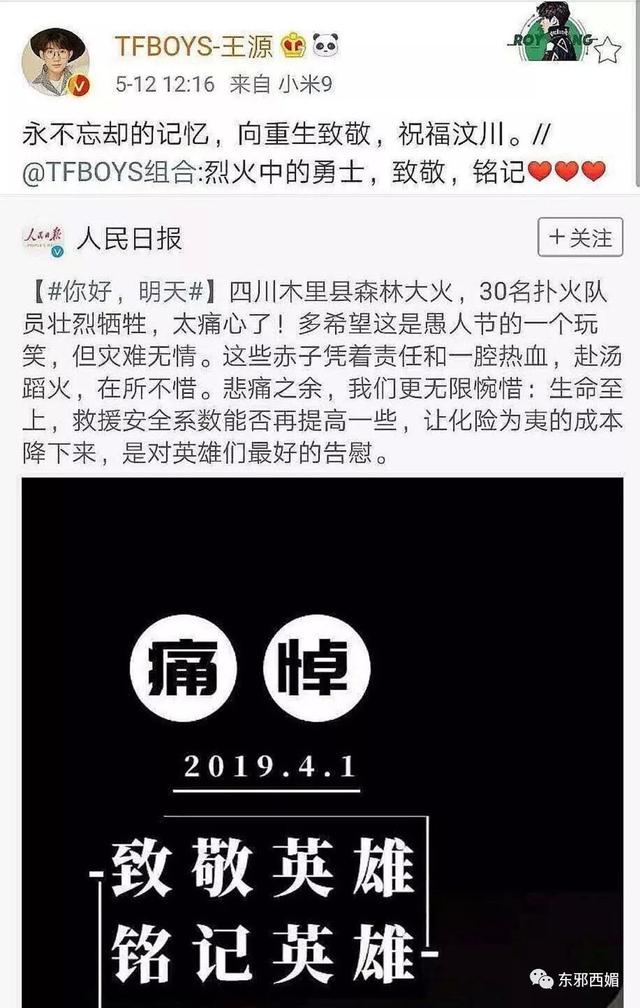 TFBOYS-王源
5-12 12:16 来自 小米9
永不忘却的记忆，向重生致敬，祝福汶川。//
@TFBOYS组合:烈火中的勇士，致敬，铭记❤❤❤
人民日报
人民日报
+关注
【#你好，明天#】四川木里县森林大火，30名扑火队
员壮烈牺牲，太痛心了！多希望这是愚人节的一个玩
笑，但灾难无情。这些赤子凭着责任和一腔热血，赴汤
蹈火，在所不惜。悲痛之余，我们更无限惋惜：生命至
上，救援安全系数能否再提高一些，让化险为夷的成本
降下来，是对英雄们最好的告慰。
痛悼
2019.4.1
致敬英雄
铭记英雄
东邪西媚